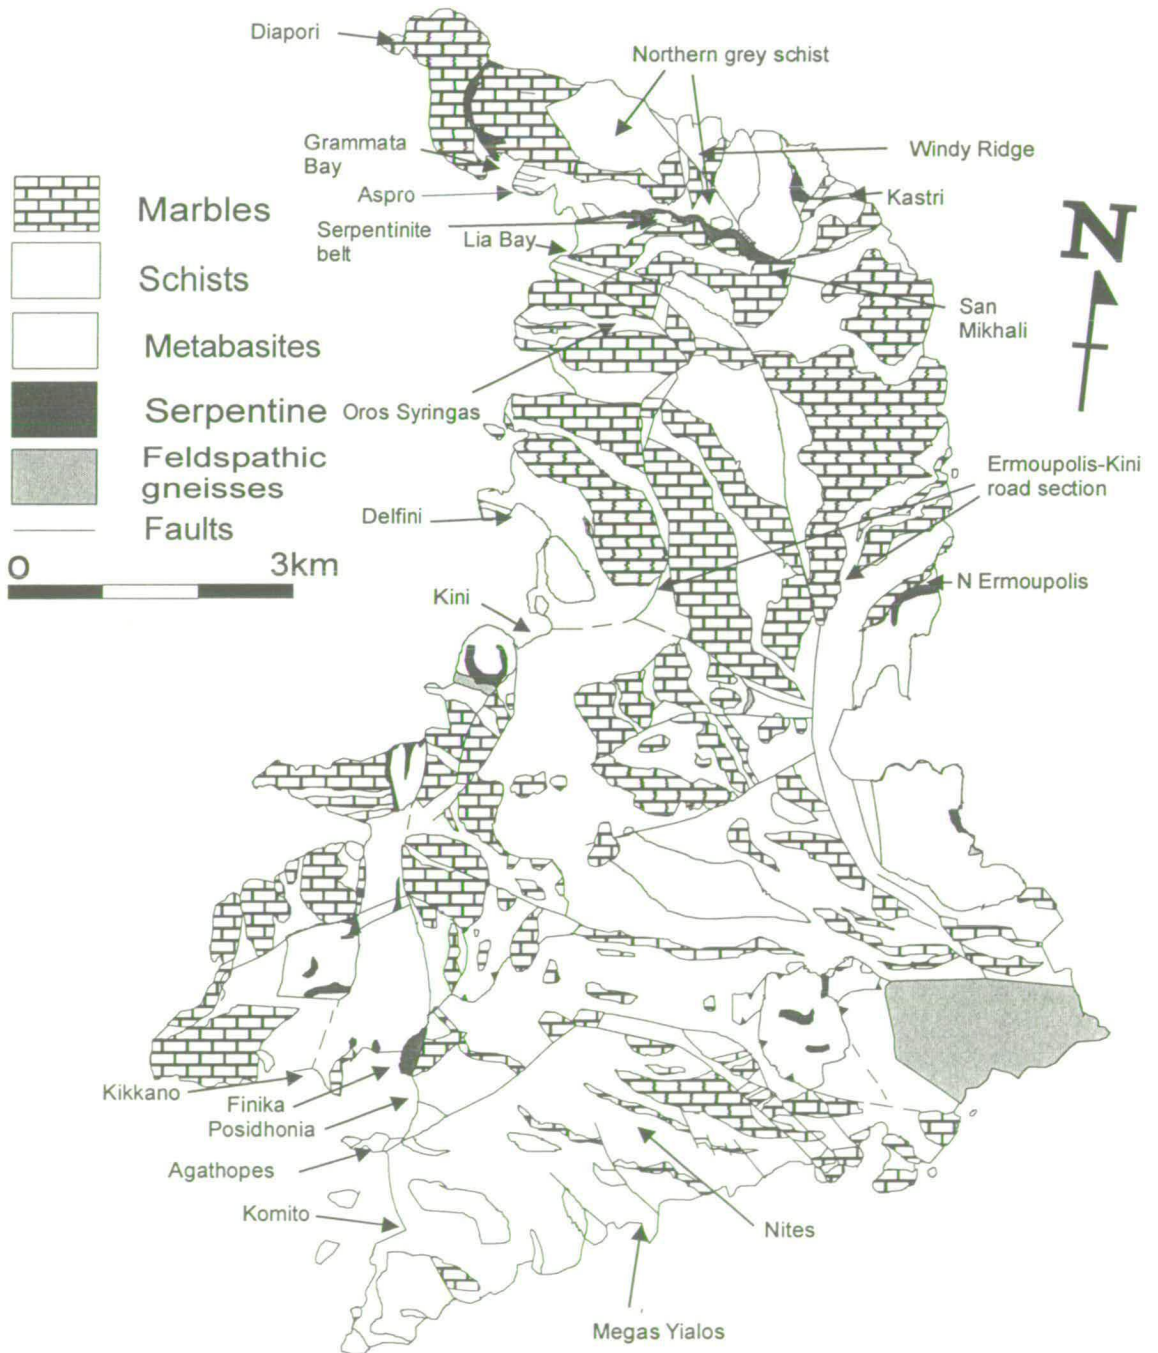 Diapori
Northern grey schist
Grammata
Bay
Windy Ridge
Aspro
Kastri
Serpentinite
belt
Lia Bay
N
San
Mikhali
Marbles
Schists
Metabasites
Serpentine
Feldspathic
gneisses
Faults
0 3km
Oros Syringas
Ermoupolis-Kini
road section
Delfini
N Ermoupolis
Kini
Kikkano
Finika
Posidhonia
Agathopes
Komito
Nites
Megas Yialos